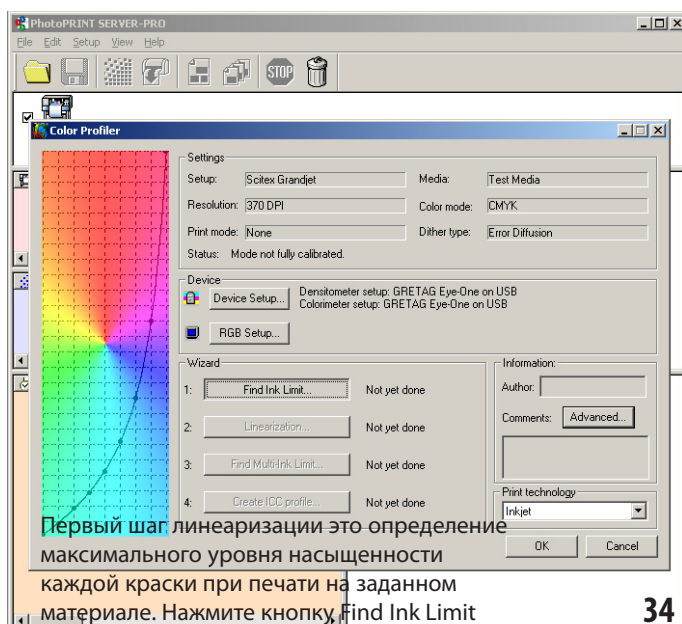 PhotoPRINT SERVER-PRO
File Edit Setup View Help
STOP
Color Profiler
Settings
Setup: Scitex Grandjet Media: Test Media
Resolution: 370 DPI Color mode: CMYK
Print mode: None Dither type: Error Diffusion
Status: Mode not fully calibrated.
Device
Device Setup... Densitometer setup: GRETAG Eye-One on USB
Colorimeter setup: GRETAG Eye-One on USB
RGB Setup...
Wizard
1: Find Ink Limit... Not yet done
2: Linearization... Not yet done
3: Find Multi-Ink Limit... Not yet done
4: Create ICC profile... Not yet done
Information:
Author:
Comments: Advanced...
Print technology
Inkjet
OK Cancel
Первый шаг линеаризации это определение
максимального уровня насыщенности
каждой краски при печати на заданном
материале. Нажмите кнопку Find Ink Limit
34